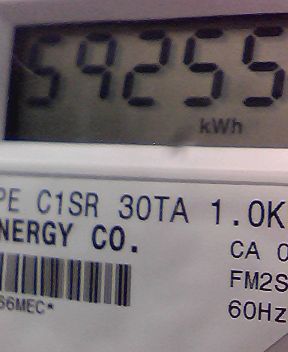 59255
kWh
PE C1SR 30TA 1.0K
NERGY CO.
CA 0
FM2S
66MEC*
60Hz